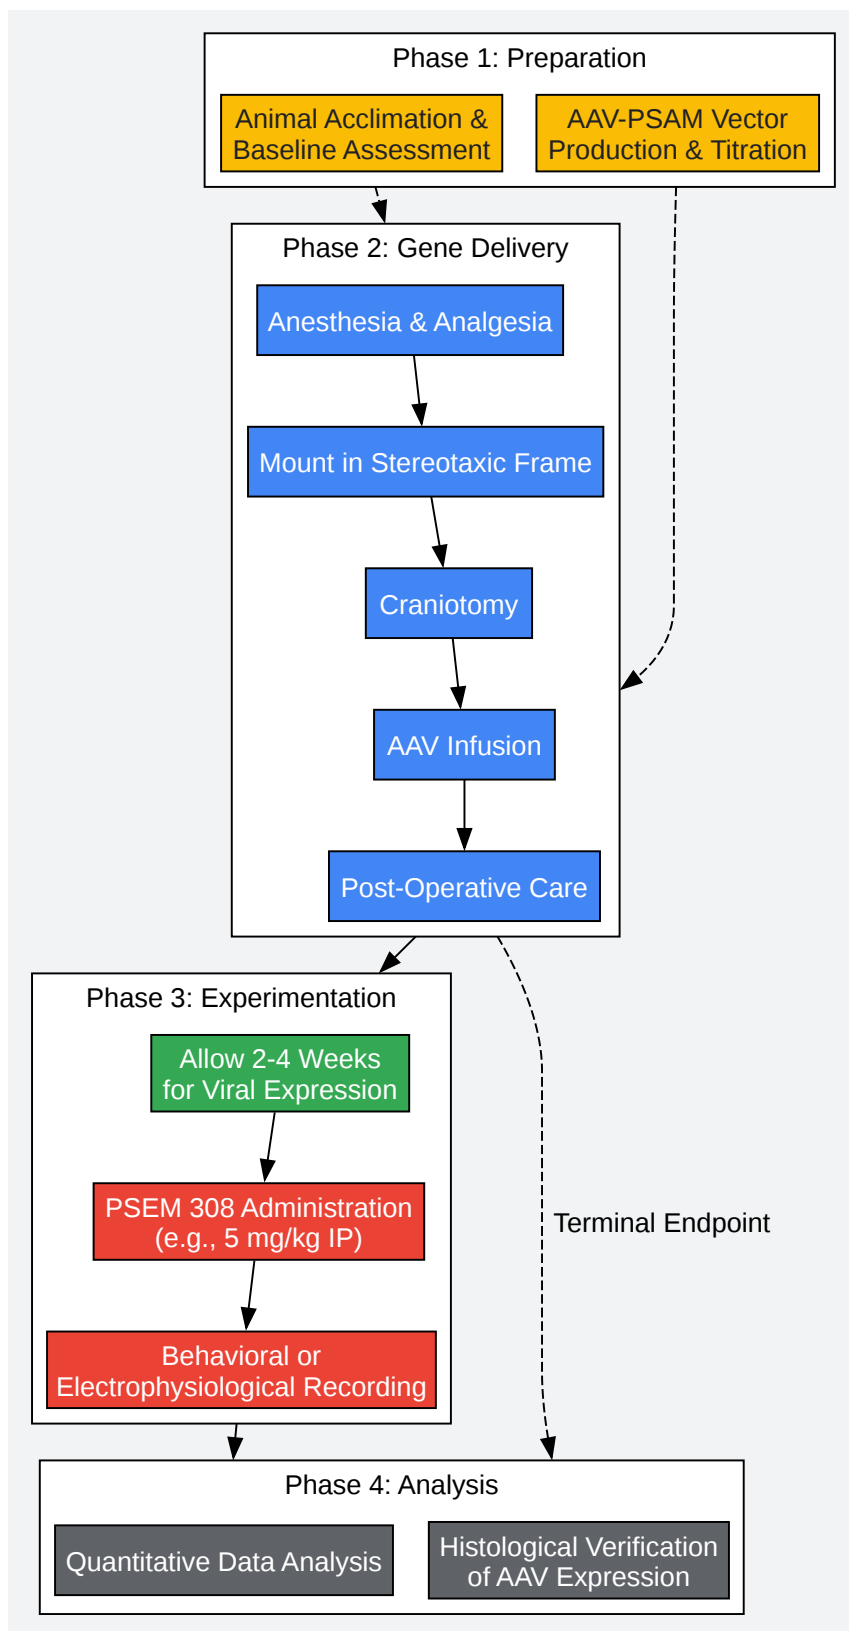 Phase 1: Preparation
Animal Acclimation &
Baseline Assessment
AAV-PSAM Vector
Production & Titration
Phase 2: Gene Delivery
Anesthesia & Analgesia
Mount in Stereotaxic Frame
Craniotomy
AAV Infusion
Post-Operative Care
Phase 3: Experimentation
Allow 2-4 Weeks
for Viral Expression
PSEM 308 Administration
(e.g., 5 mg/kg IP)
Terminal Endpoint
Behavioral or
Electrophysiological Recording
Phase 4: Analysis
Quantitative Data Analysis
Histological Verification
of AAV Expression